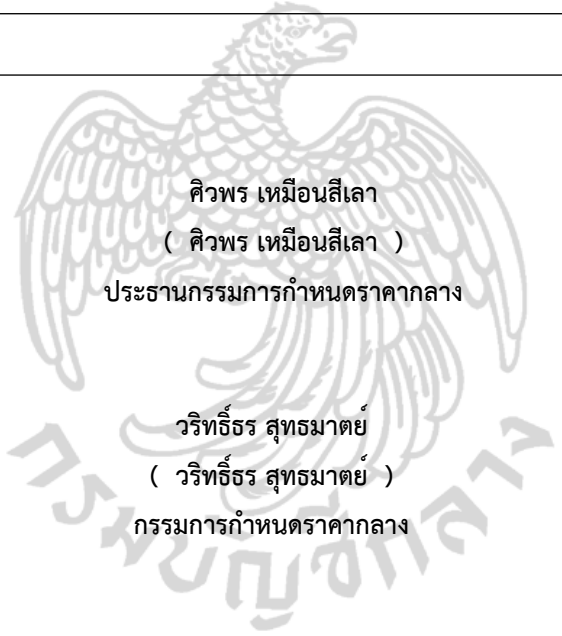 ศิวพร เหมือนสีเลา
( ศิวพร เหมือนสีเลา )
ประธานกรรมการกำหนดราคากลาง
วริทธิ์ธร สุทธมาตย์
( วริทธิ์ธร สุทธมาตย์ )
กรรมการกำหนดราคากลาง
กรมบัญชีกลาง